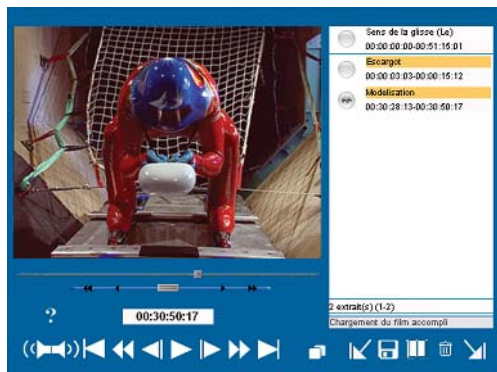 Sens de la glisse (Le)
00:00:00:00-00:51:15:01
Escargot
00:00:03:03-00:00:15:12
Modelisation
00:30:28:13-00:30:50:17
2 extrait(s) (1-2)
Chargement du film accompli
?
00:30:50:17